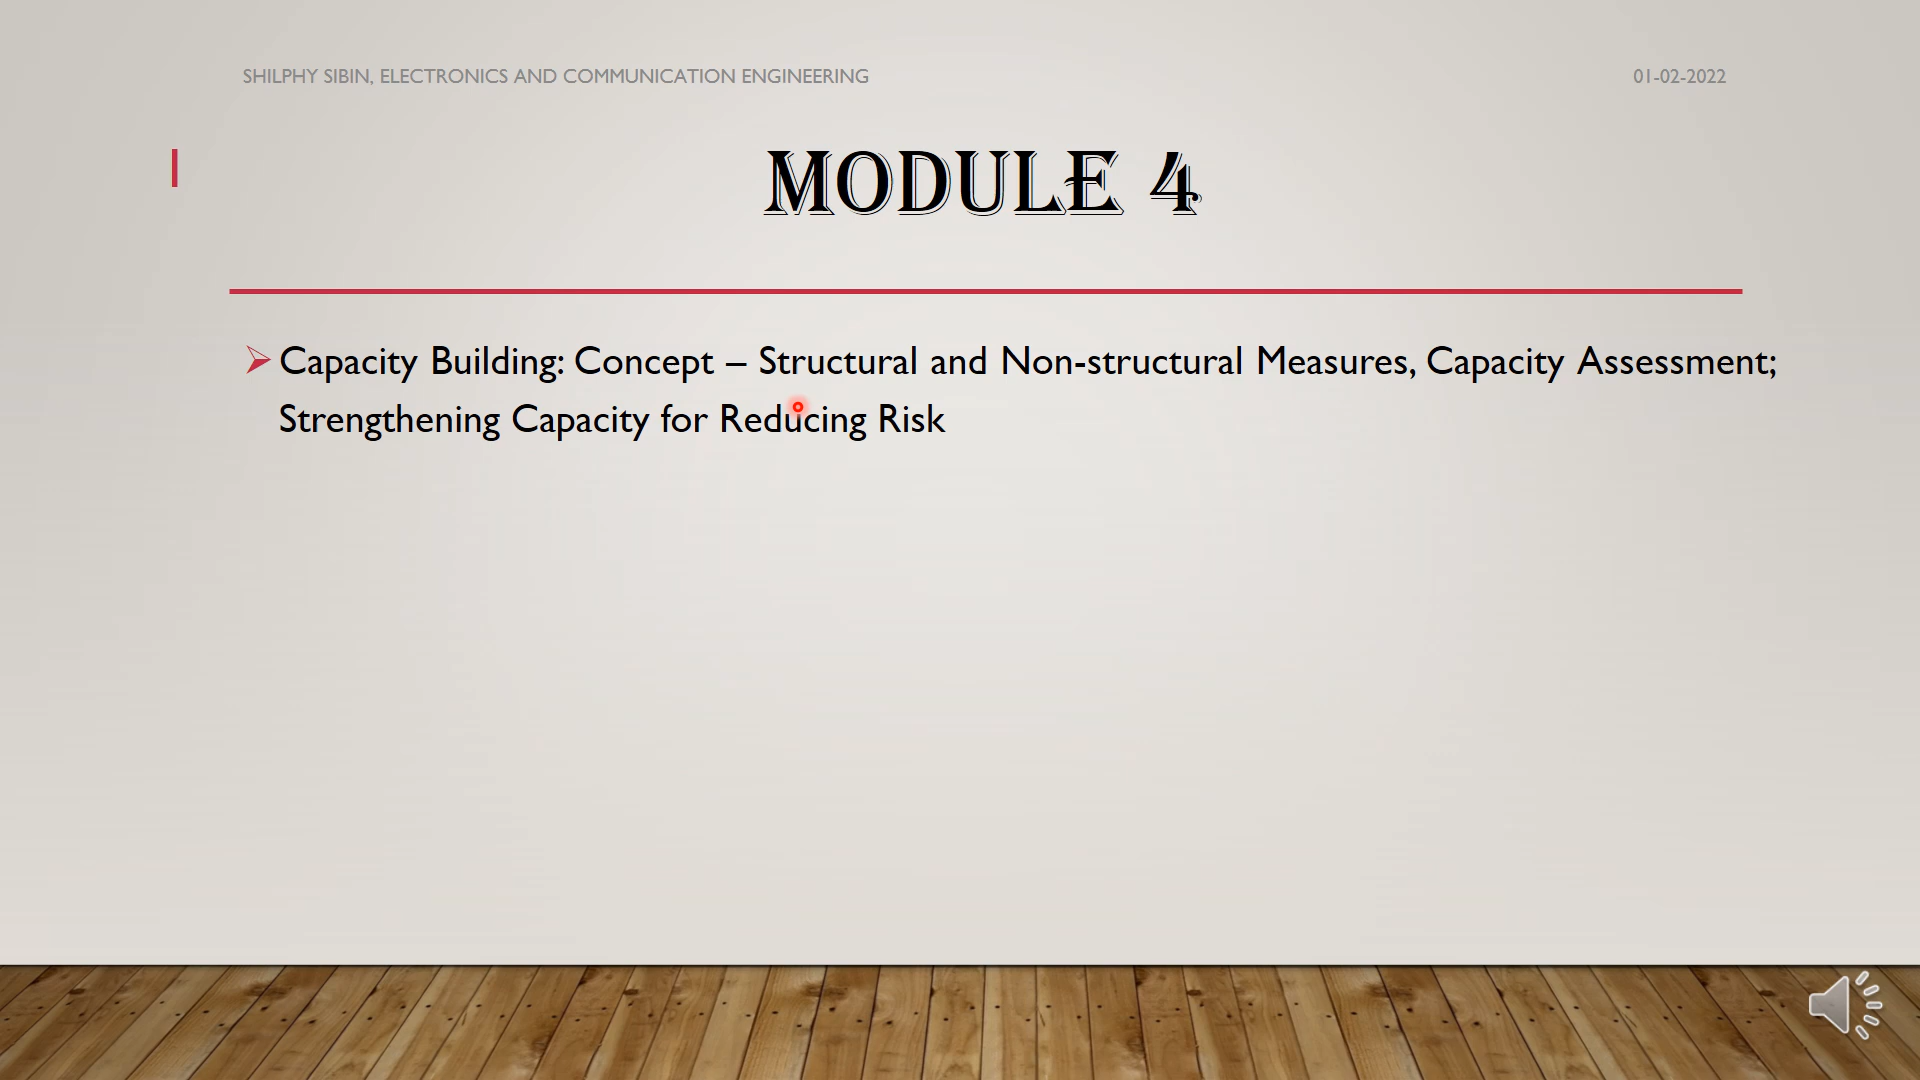 SHILPHY SIBIN, ELECTRONICS AND COMMUNICATION ENGINEERING
01-02-2022
1
MODULE 4
Capacity Building: Concept – Structural and Non-structural Measures, Capacity Assessment;
Strengthening Capacity for Reducing Risk